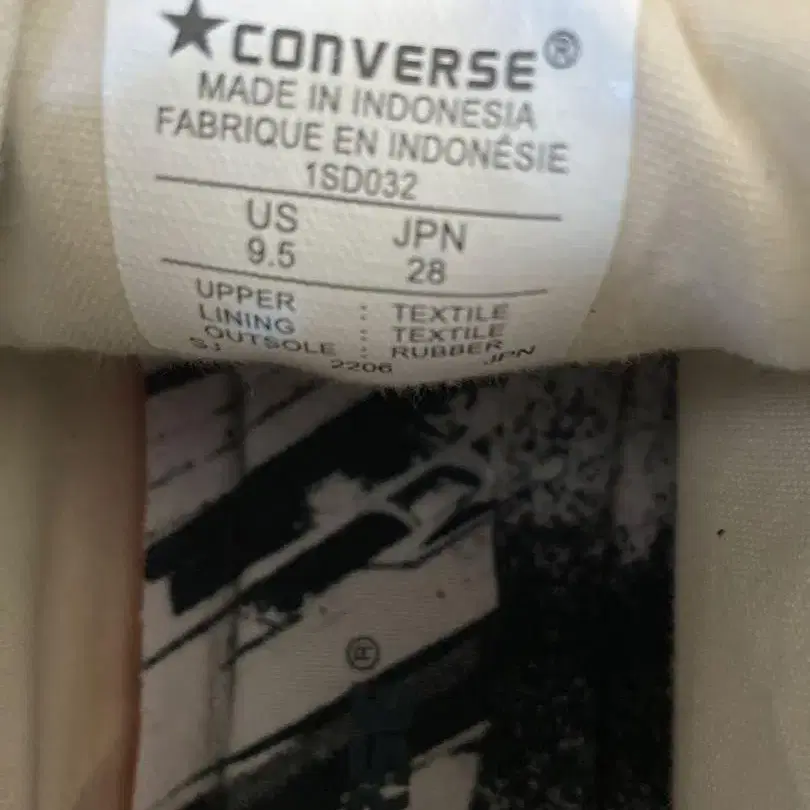 ★CONVERSE®
MADE IN INDONESIA
FABRIQUE EN INDONÉSIE
1SD032
US JPN
9.5 28
UPPER : TEXTILE
LINING : TEXTILE
OUTSOLE : RUBBER
SJ 2206 JPN
®